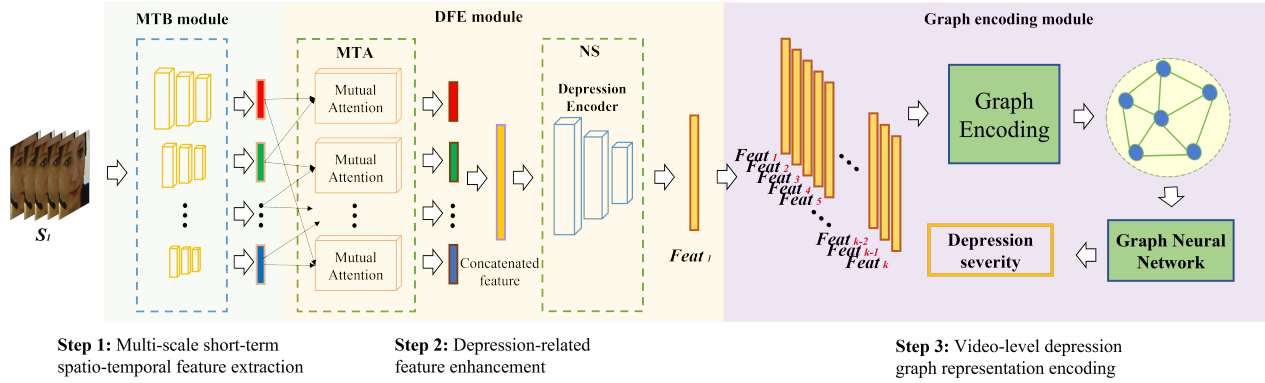 MTB module
DFE module
Graph encoding module
MTA
NS
Mutual
Attention
Mutual
Attention
Mutual
Attention
Depression
Encoder
Concatenated
feature
S1
Feat 1
Feat 1
Feat 2
Feat 3
Feat 4
Feat 5
Feat k-2
Feat k-1
Feat k
Graph
Encoding
Graph Neural
Network
Depression
severity
Step 1: Multi-scale short-term
spatio-temporal feature extraction
Step 2: Depression-related
feature enhancement
Step 3: Video-level depression
graph representation encoding